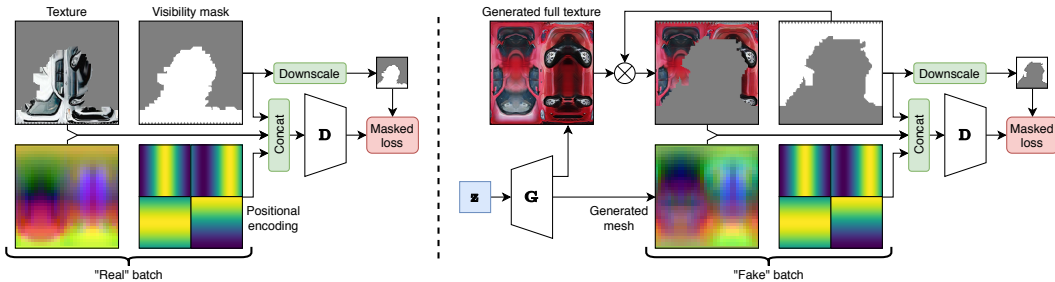 Texture
Visibility mask
Downscale
Concat
D
Masked
loss
Positional
encoding
"Real" batch
Generated full texture
Downscale
Concat
D
Masked
loss
z
G
Generated
mesh
"Fake" batch